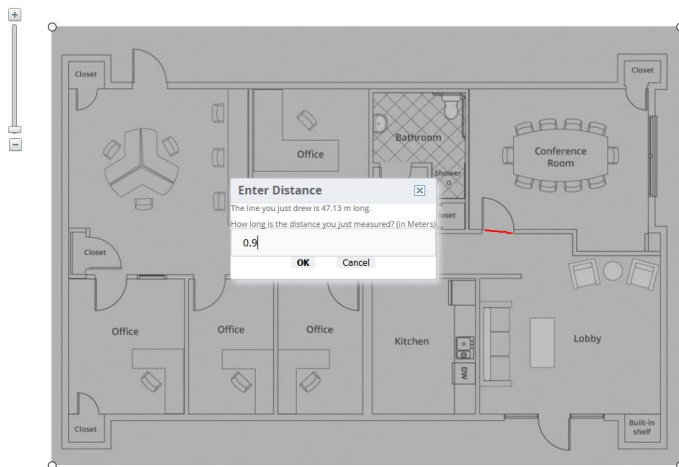 +
−
Closet
Closet
Office
Bathroom
Shower
Conference
Room
Enter Distance
x
The line you just drew is 47.13 m long.
How long is the distance you just measured? (in Meters)
0.9
OK Cancel
Closet
Office
Office
Office
Kitchen
DW
Lobby
Closet
Built-in
shelf